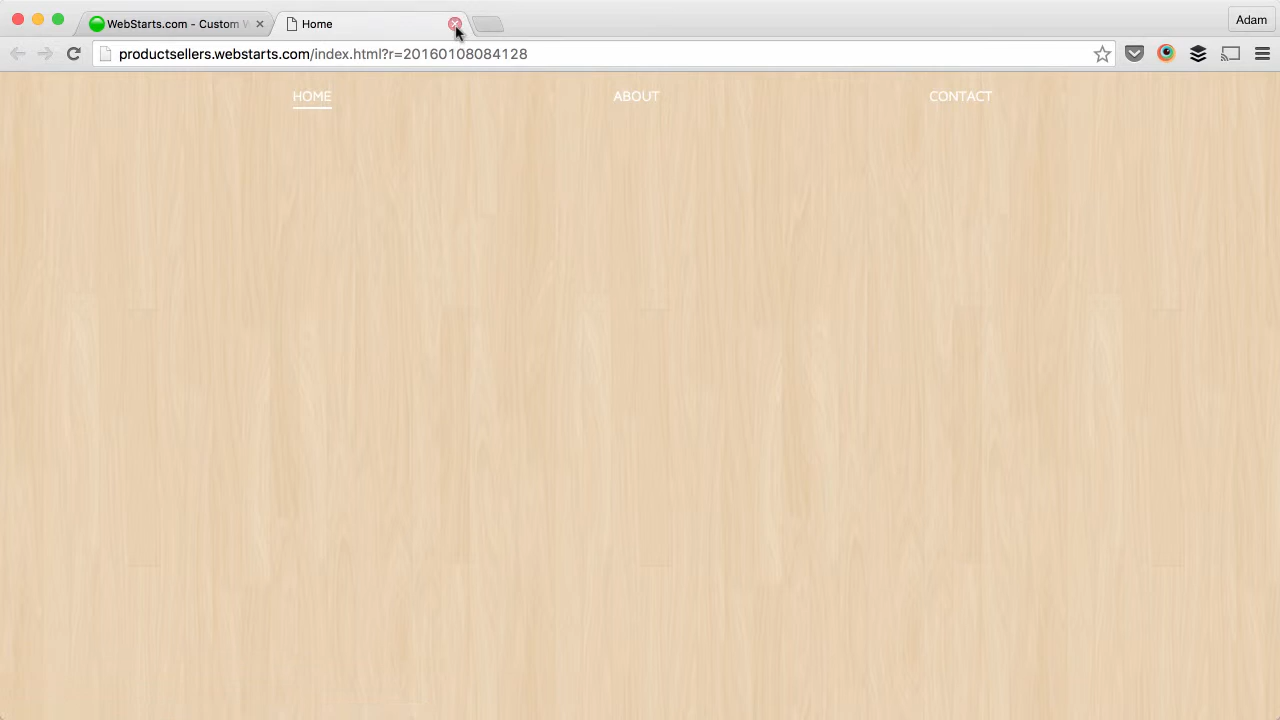 WebStarts.com - Custom W
Home
Adam
productsellers.webstarts.com/index.html?r=20160108084128
HOME
ABOUT
CONTACT